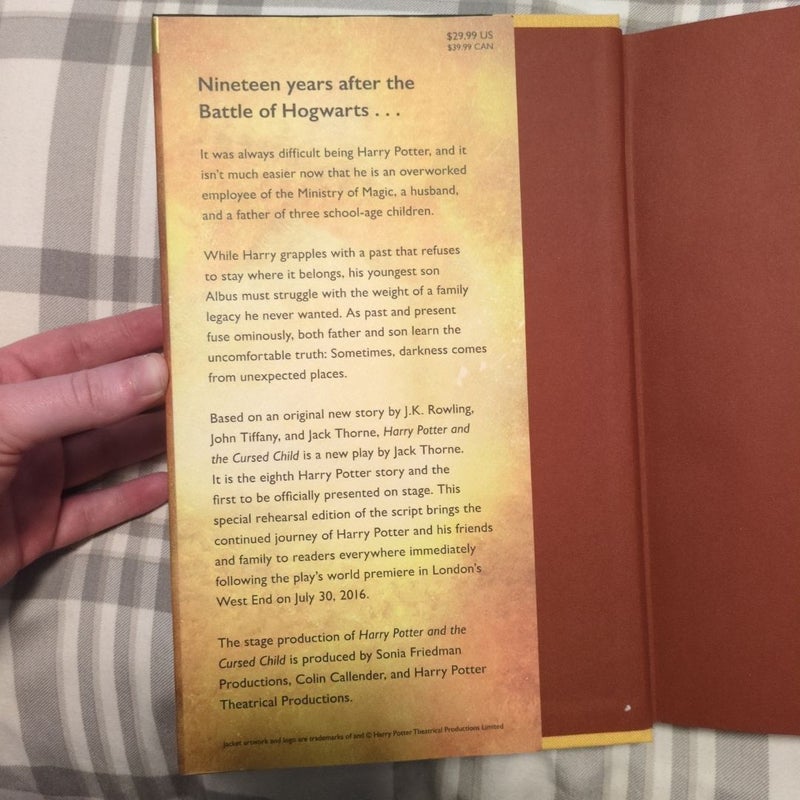 $29.99 US
$39.99 CAN
Nineteen years after the
Battle of Hogwarts . . .
It was always difficult being Harry Potter, and it
isn't much easier now that he is an overworked
employee of the Ministry of Magic, a husband,
and a father of three school-age children.
While Harry grapples with a past that refuses
to stay where it belongs, his youngest son
Albus must struggle with the weight of a family
legacy he never wanted. As past and present
fuse ominously, both father and son learn the
uncomfortable truth: Sometimes, darkness comes
from unexpected places.
Based on an original new story by J.K. Rowling,
John Tiffany, and Jack Thorne, Harry Potter and
the Cursed Child is a new play by Jack Thorne.
It is the eighth Harry Potter story and the
first to be officially presented on stage. This
special rehearsal edition of the script brings the
continued journey of Harry Potter and his friends
and family to readers everywhere immediately
following the play's world premiere in London's
West End on July 30, 2016.
The stage production of Harry Potter and the
Cursed Child is produced by Sonia Friedman
Productions, Colin Callender, and Harry Potter
Theatrical Productions.
Jacket artwork and logo are trademarks of and © Harry Potter Theatrical Productions Limited